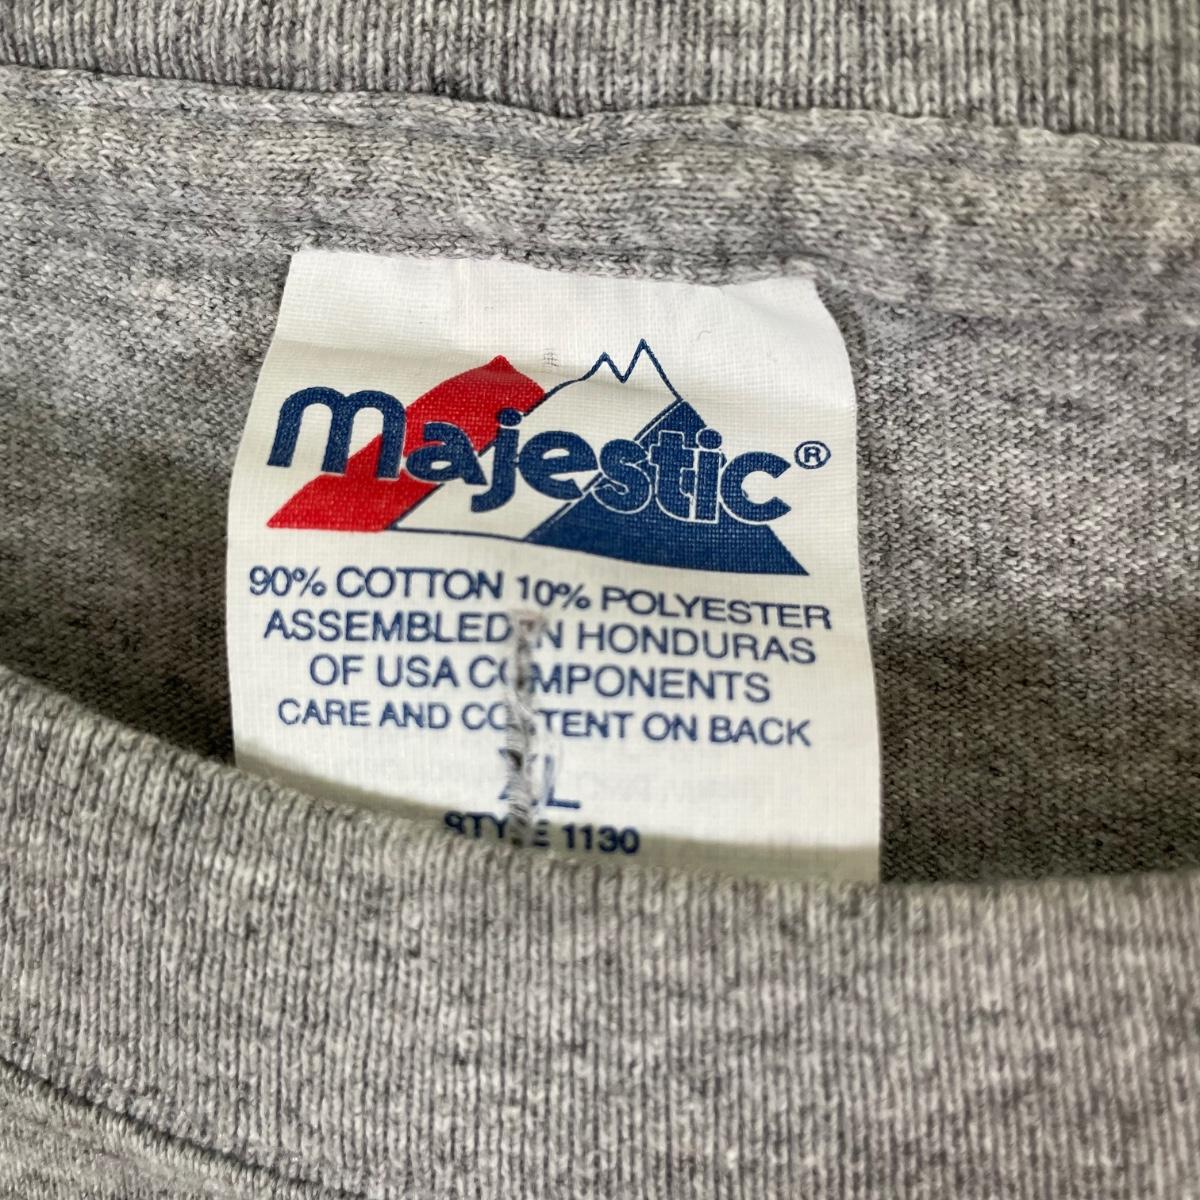 majestic®
90% COTTON 10% POLYESTER
ASSEMBLED IN HONDURAS
OF USA COMPONENTS
CARE AND CONTENT ON BACK
XL
STYLE 1130